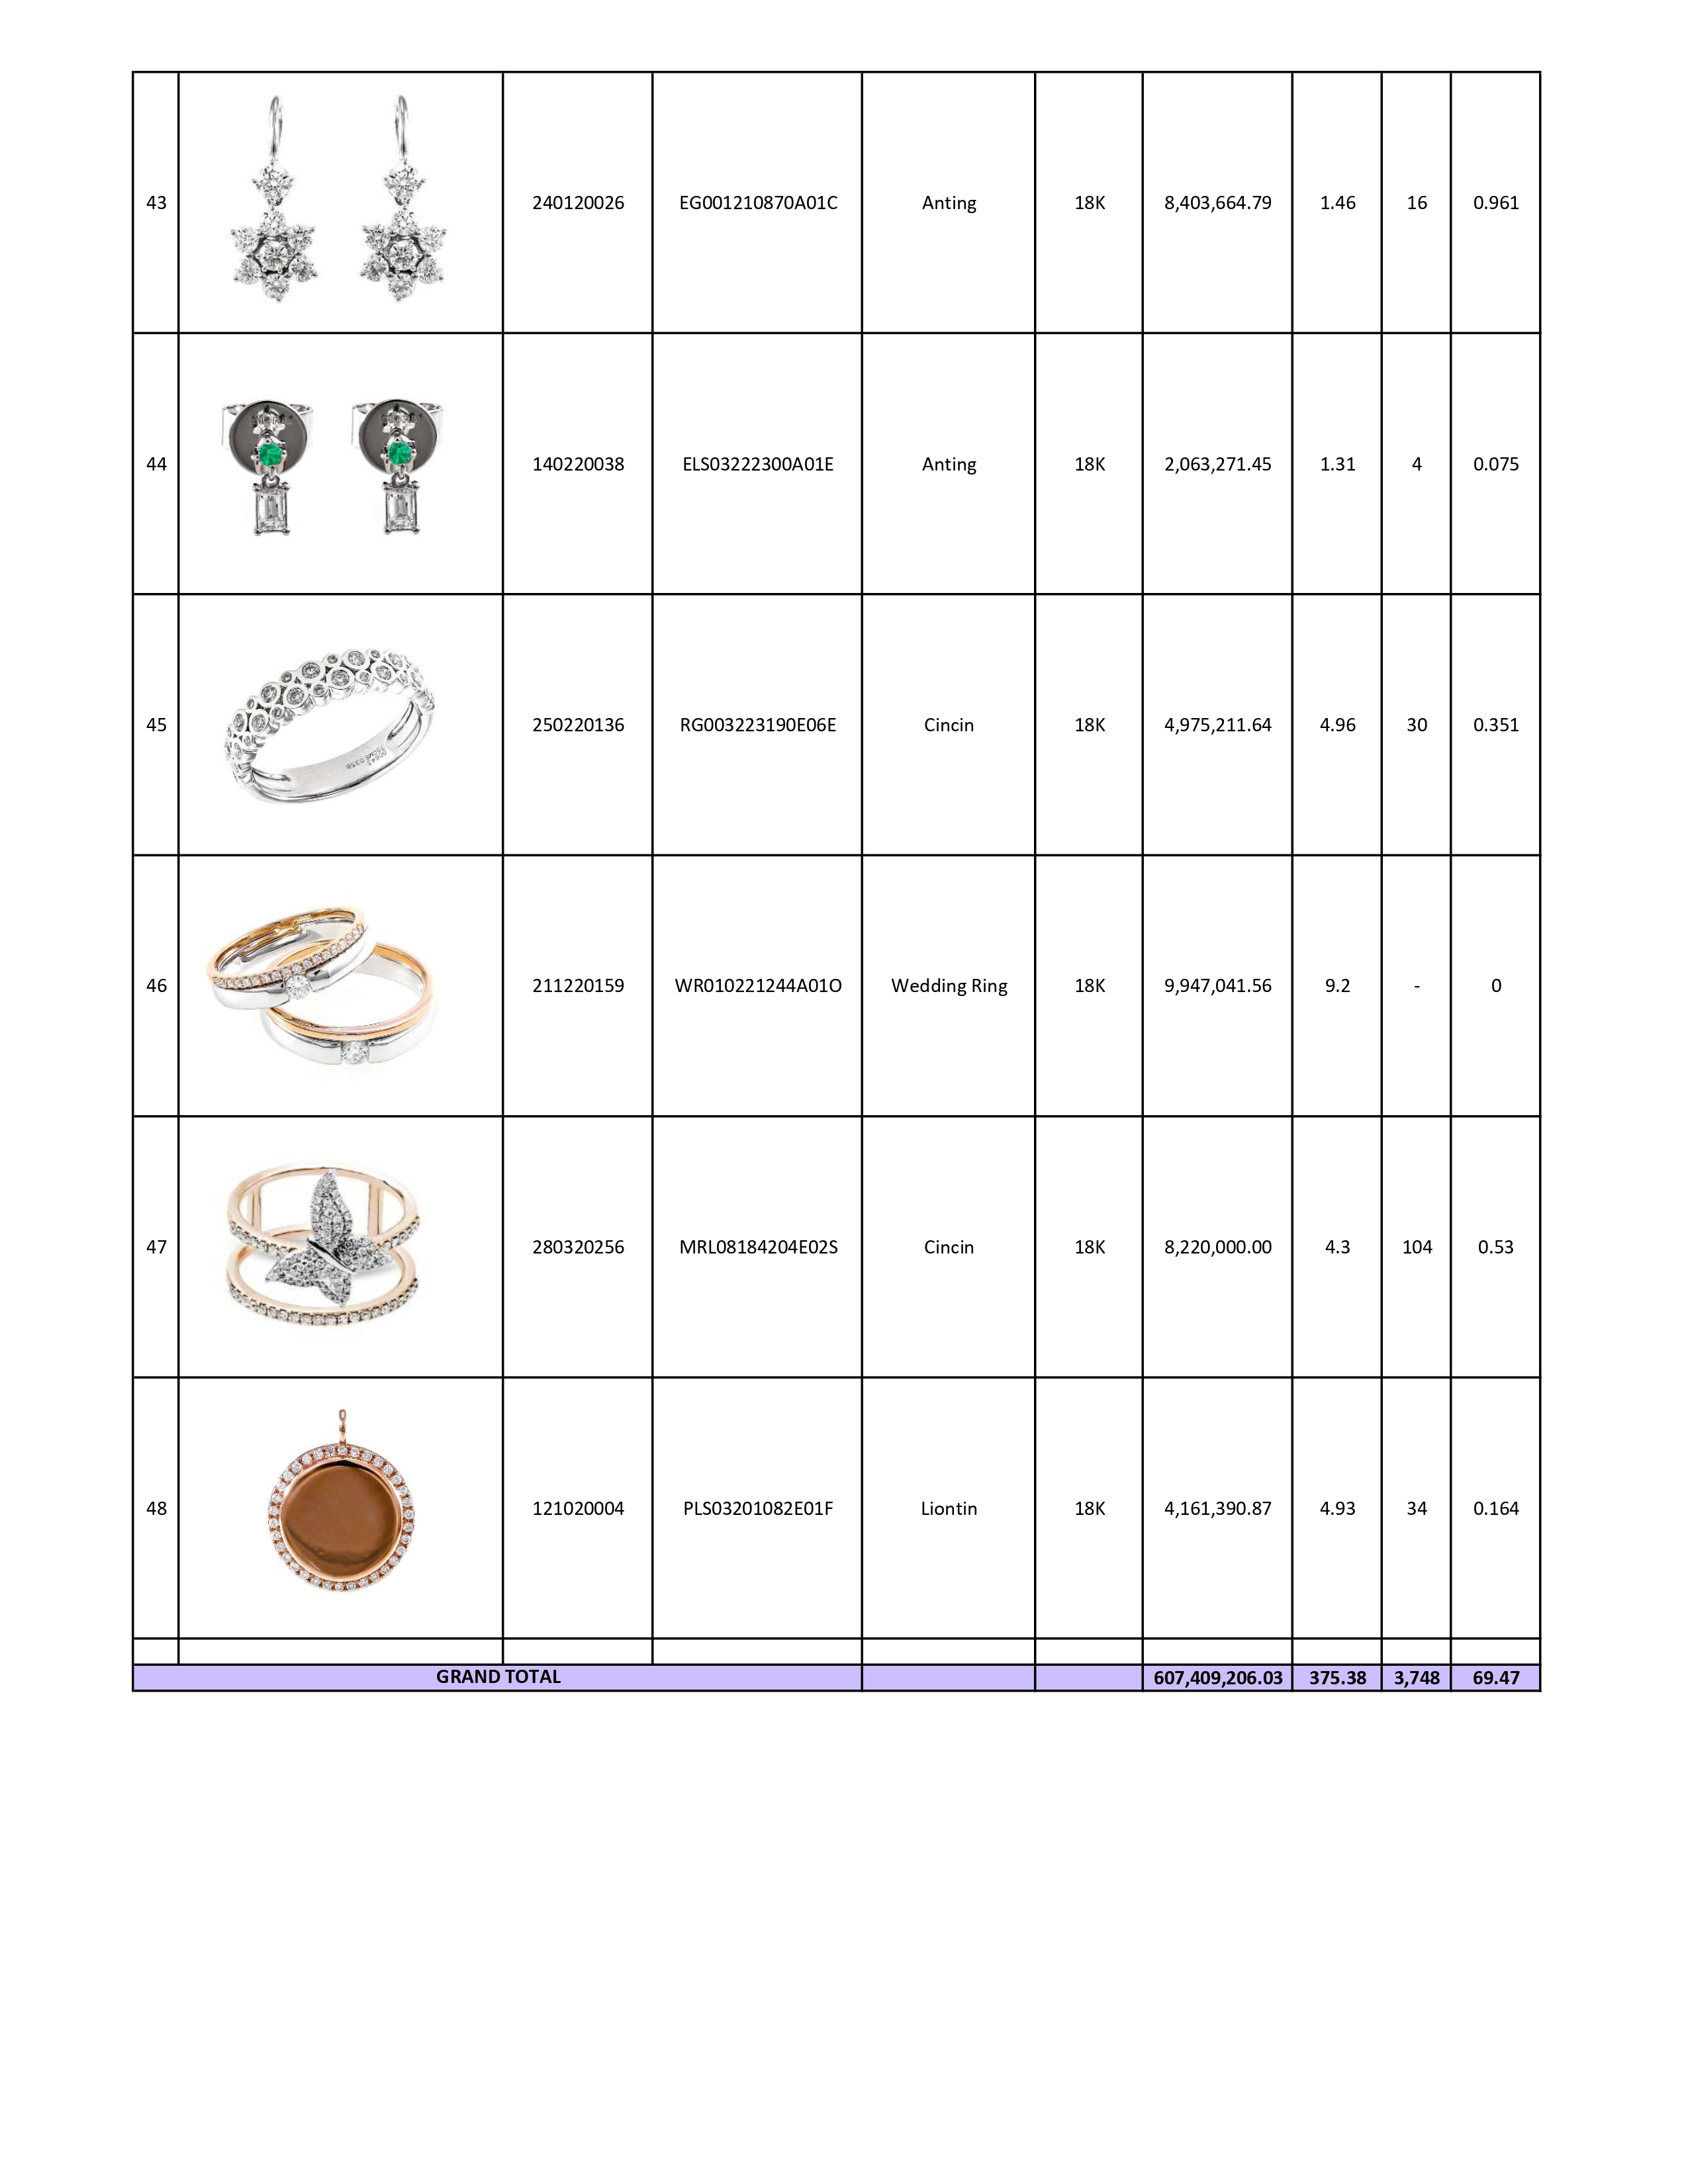 43 240120026 EG001210870A01C Anting 18K 8,403,664.79 1.46 16 0.961
44 140220038 ELS03222300A01E Anting 18K 2,063,271.45 1.31 4 0.075
45 250220136 RG003223190E06E Cincin 18K 4,975,211.64 4.96 30 0.351
46 211220159 WR010221244A01O Wedding Ring 18K 9,947,041.56 9.2 - 0
47 280320256 MRL08184204E02S Cincin 18K 8,220,000.00 4.3 104 0.53
48 121020004 PLS03201082E01F Liontin 18K 4,161,390.87 4.93 34 0.164
GRAND TOTAL 607,409,206.03 375.38 3,748 69.47